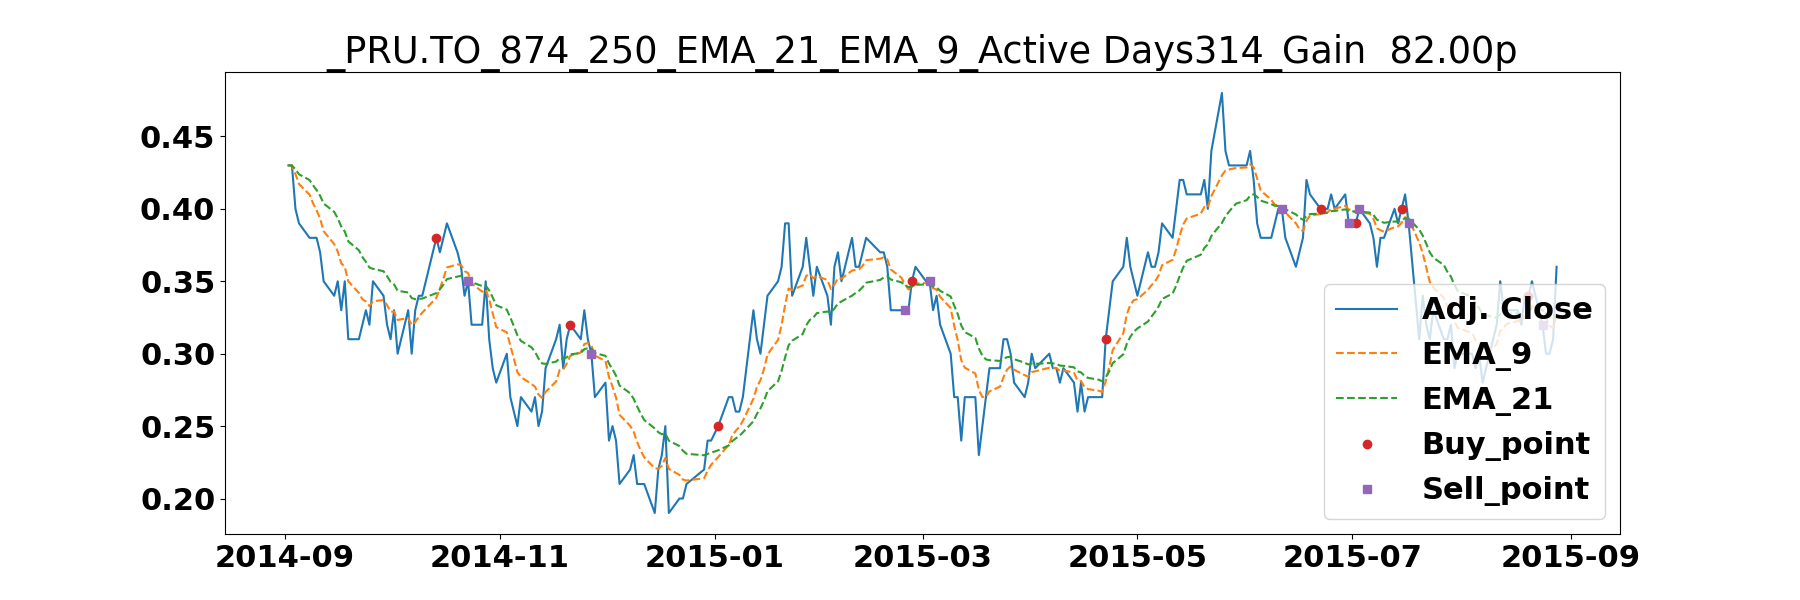 _PRU.TO_874_250_EMA_21_EMA_9_Active Days314_Gain  82.00p
0.45
0.40
0.35
0.30
0.25
0.20
Adj. Close
EMA_9
EMA_21
Buy_point
Sell_point
2014-09 2014-11 2015-01 2015-03 2015-05 2015-07 2015-09